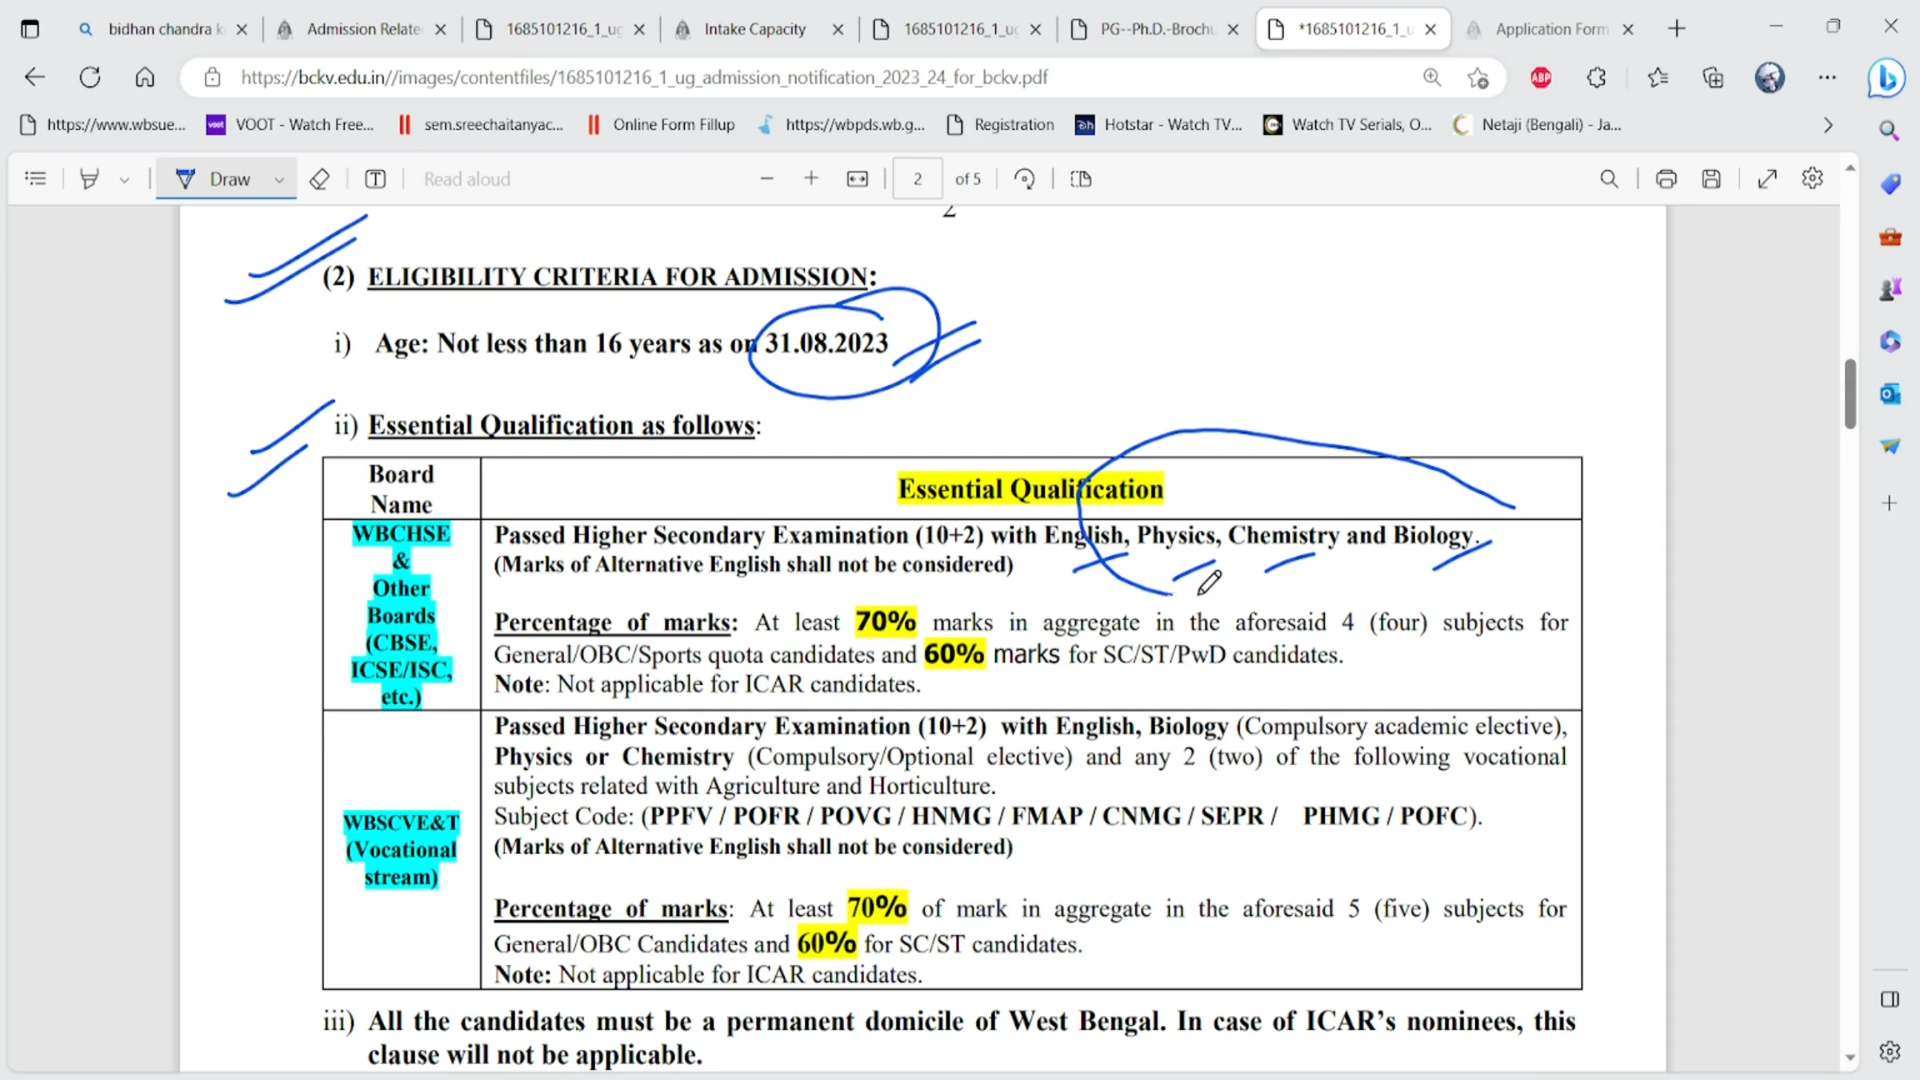 bidhan chandra k
Admission Relate
1685101216_1_ug
Intake Capacity
1685101216_1_ug
PG--Ph.D.-Brochu
*1685101216_1_u
Application Form
https://bckv.edu.in//images/contentfiles/1685101216_1_ug_admission_notification_2023_24_for_bckv.pdf
ABP
https://www.wbsue...
voot
VOOT - Watch Free...
sem.sreechaitanyac...
Online Form Fillup
https://wbpds.wb.g...
Registration
Hotstar - Watch TV...
Watch TV Serials, O...
Netaji (Bengali) - Ja...
Draw
Read aloud
2
of 5
2
(2) ELIGIBILITY CRITERIA FOR ADMISSION:
i) Age: Not less than 16 years as on 31.08.2023
ii) Essential Qualification as follows:
Board
Name
Essential Qualification
WBCHSE
&
Other
Boards
(CBSE,
ICSE/ISC,
etc.)
Passed Higher Secondary Examination (10+2) with English, Physics, Chemistry and Biology.
(Marks of Alternative English shall not be considered)
Percentage of marks: At least 70% marks in aggregate in the aforesaid 4 (four) subjects for
General/OBC/Sports quota candidates and 60% marks for SC/ST/PwD candidates.
Note: Not applicable for ICAR candidates.
WBSCVE&T
(Vocational
stream)
Passed Higher Secondary Examination (10+2) with English, Biology (Compulsory academic elective),
Physics or Chemistry (Compulsory/Optional elective) and any 2 (two) of the following vocational
subjects related with Agriculture and Horticulture.
Subject Code: (PPFV / POFR / POVG / HNMG / FMAP / CNMG / SEPR / PHMG / POFC).
(Marks of Alternative English shall not be considered)
Percentage of marks: At least 70% of mark in aggregate in the aforesaid 5 (five) subjects for
General/OBC Candidates and 60% for SC/ST candidates.
Note: Not applicable for ICAR candidates.
iii) All the candidates must be a permanent domicile of West Bengal. In case of ICAR's nominees, this
clause will not be applicable.